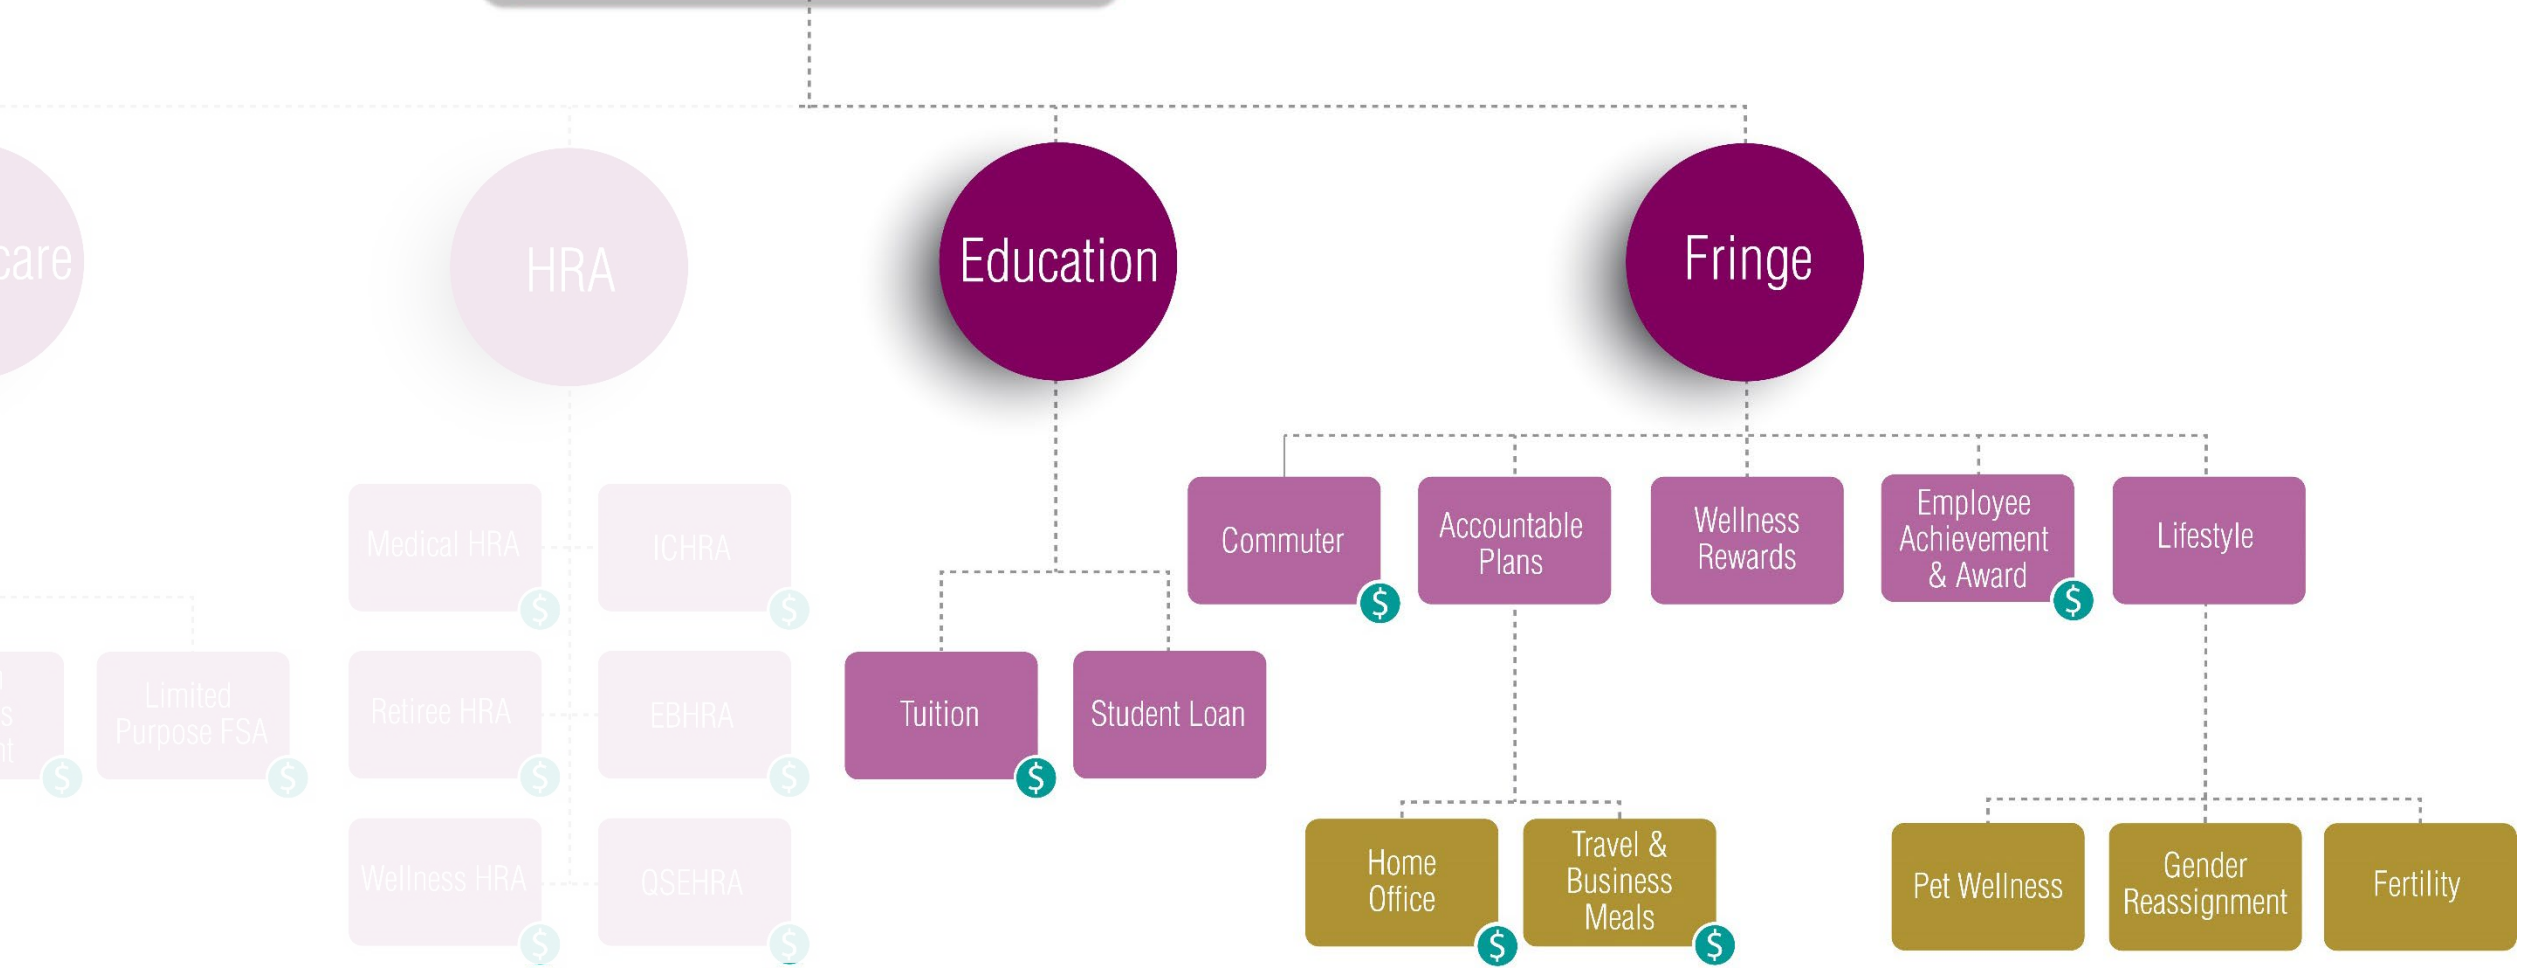 care
HRA
Education
Fringe
Medical HRA
$
ICHRA
$
Commuter
$
Accountable
Plans
Wellness
Rewards
Employee
Achievement
& Award
$
Lifestyle
$
Limited
Purpose FSA
$
Retiree HRA
$
EBHRA
$
Tuition
$
Student Loan
Wellness HRA
$
QSEHRA
$
Home
Office
$
Travel &
Business
Meals
$
Pet Wellness
Gender
Reassignment
Fertility